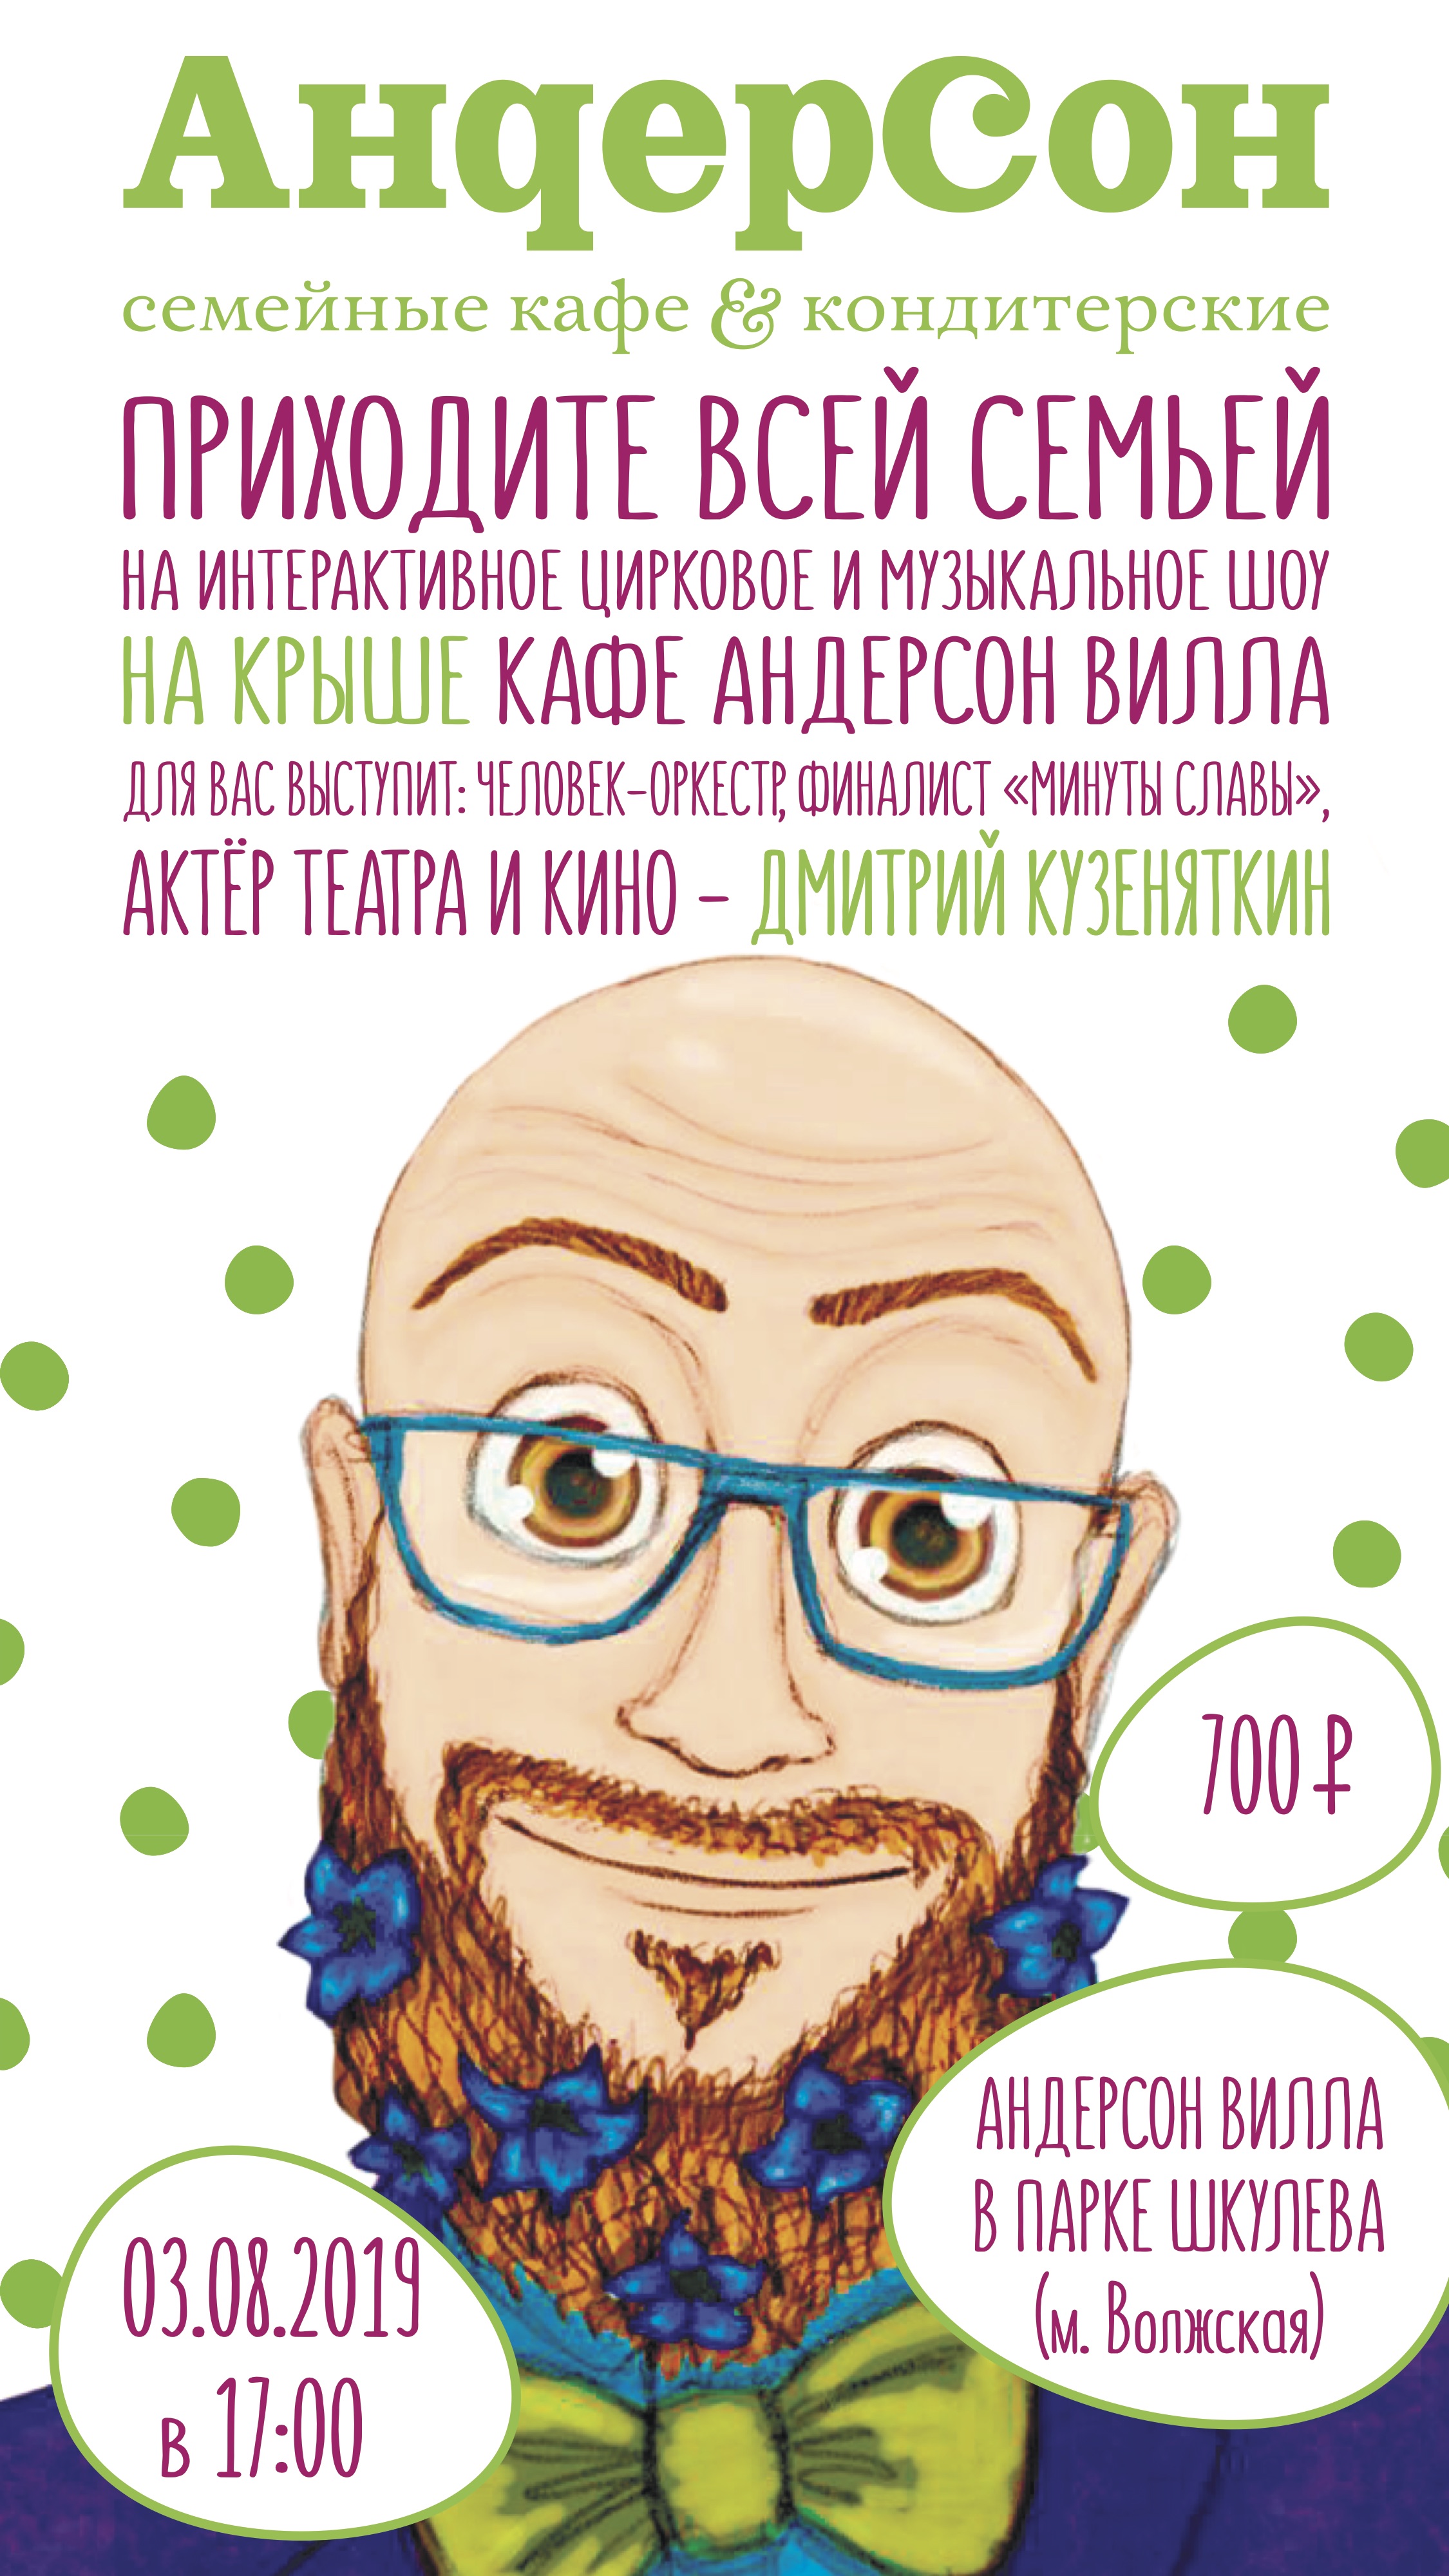 АндерСон
семейные кафе & кондитерские
ПРИХОДИТЕ ВСЕЙ СЕМЬЕЙ
НА ИНТЕРАКТИВНОЕ ЦИРКОВОЕ И МУЗЫКАЛЬНОЕ ШОУ
НА КРЫШЕ КАФЕ АНДЕРСОН ВИЛЛА
ДЛЯ ВАС ВЫСТУПИТ: ЧЕЛОВЕК-ОРКЕСТР, ФИНАЛИСТ «МИНУТЫ СЛАВЫ»,
АКТЁР ТЕАТРА И КИНО – ДМИТРИЙ КУЗЕНЯТКИН
700 ₽
АНДЕРСОН ВИЛЛА
В ПАРКЕ ШКУЛЕВА
(м. Волжская)
03.08.2019
в 17:00